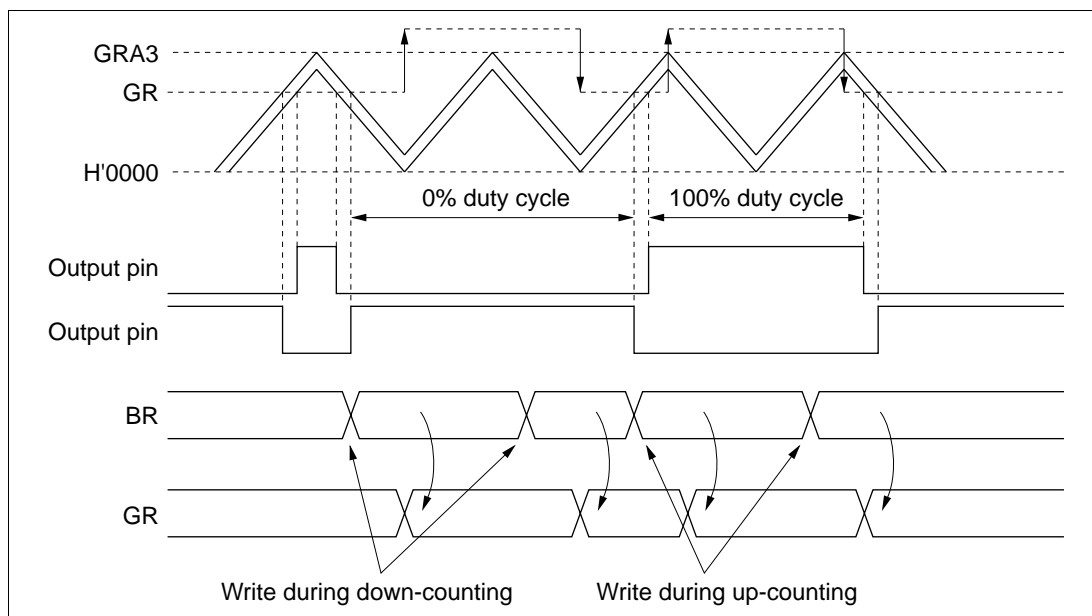 GRA3
GR
H'0000
0% duty cycle
100% duty cycle
Output pin
Output pin
BR
GR
Write during down-counting
Write during up-counting